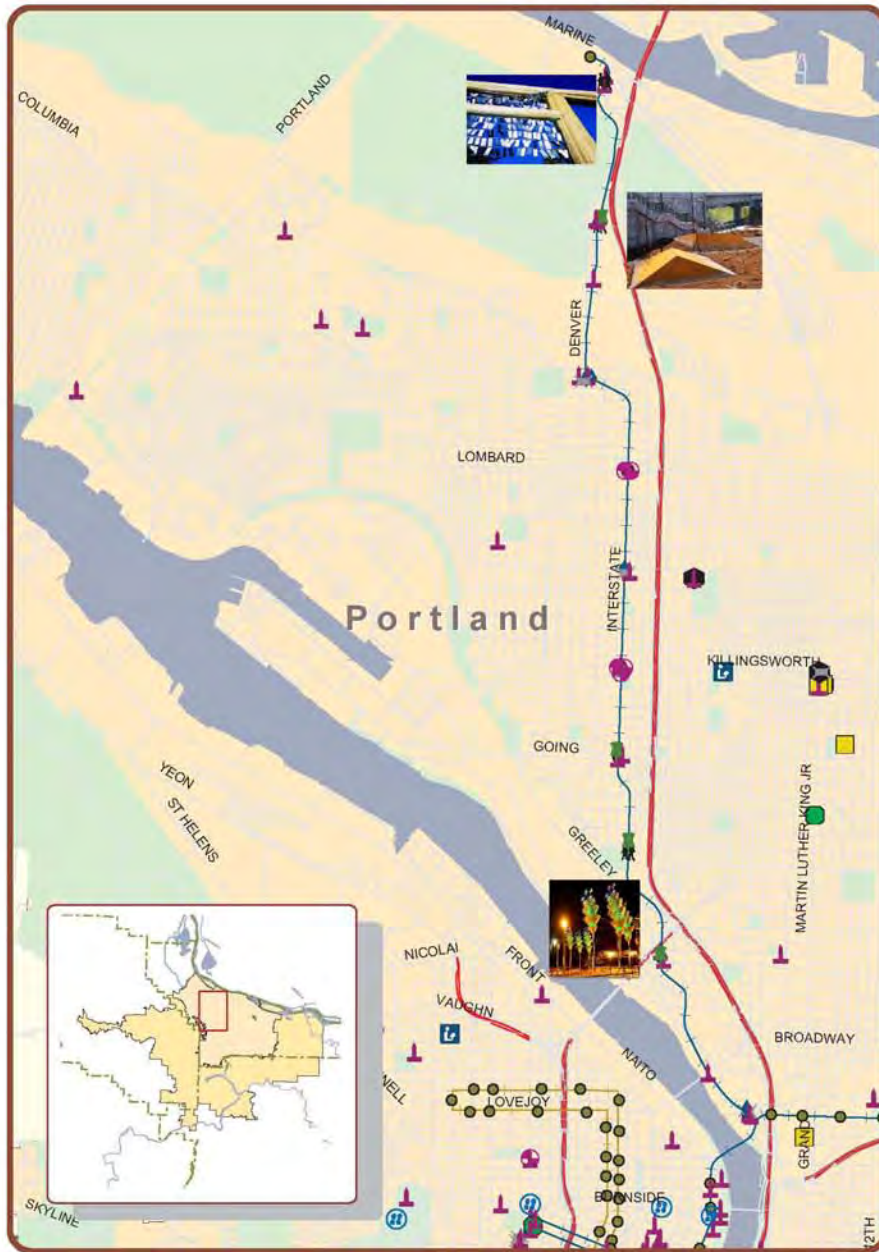 MARINE
COLUMBIA
PORTLAND
DENVER
LOMBARD
INTERSTATE
Portland
KILLINGSWORTH
GOING
YEON
ST HELENS
MARTIN LUTHER KING JR
GREELEY
NICOLAI
FRONT
VAUGHN
BROADWAY
NAITO
LOVEJOY
GRAND
BURNSIDE
SKYLINE
12TH